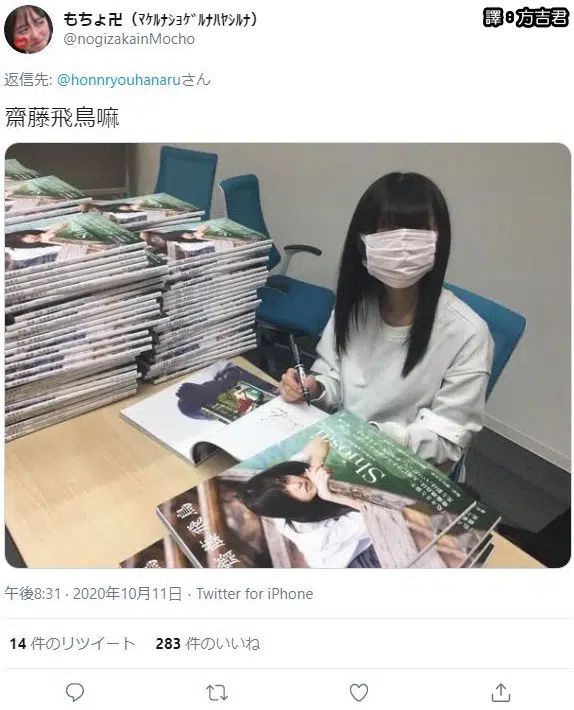 もちょ卍（ﾏｹﾙﾅｼｮｹﾞﾙﾅﾊﾔｼﾙﾅ）
@nogizakainMocho
譯：方吉君
返信先: @honnryouhanaruさん
齋藤飛鳥嘛
午後8:31 · 2020年10月11日 · Twitter for iPhone
14 件のリツイート 283 件のいいね